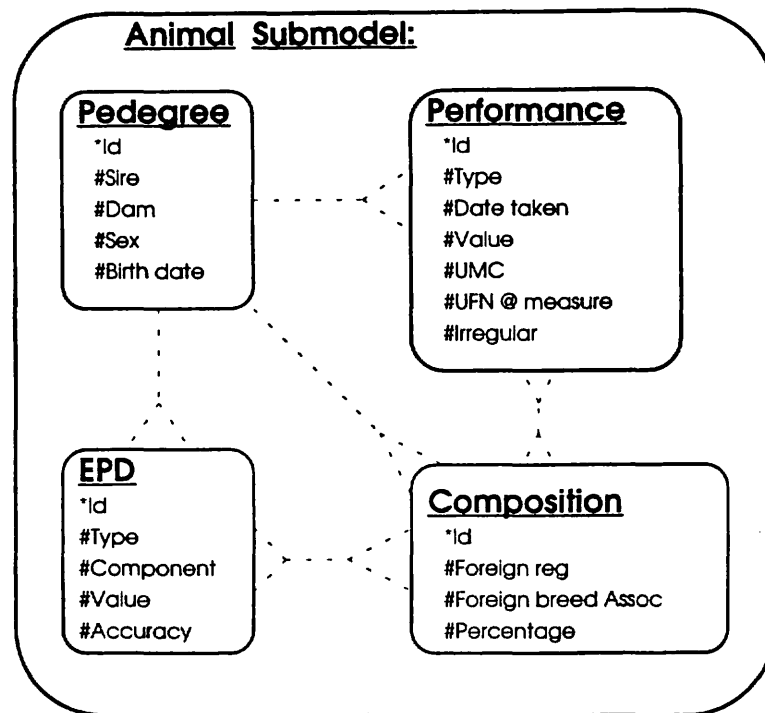 Animal Submodel:
Pedegree
*Id
#Sire
#Dam
#Sex
#Birth date
Performance
*Id
#Type
#Date taken
#Value
#UMC
#UFN @ measure
#Irregular
EPD
*Id
#Type
#Component
#Value
#Accuracy
Composition
*Id
#Foreign reg
#Foreign breed Assoc
#Percentage